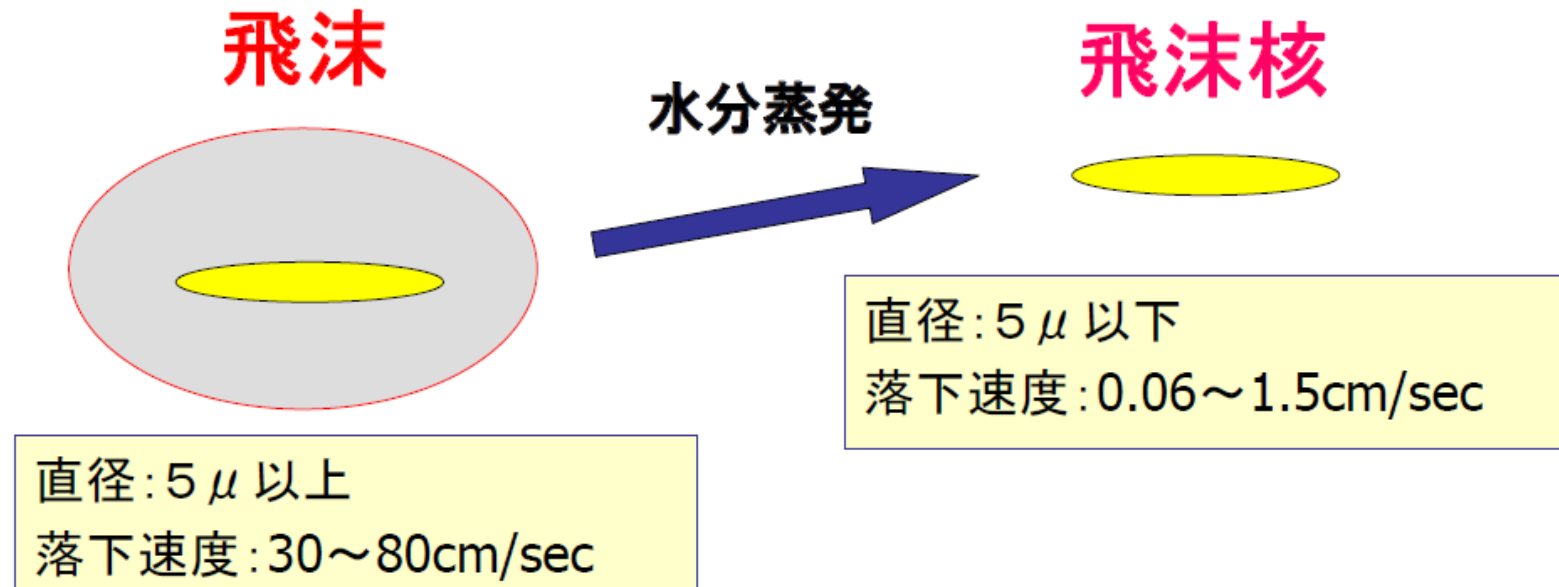 飛沫
水分蒸発
飛沫核
直径:5μ以上
落下速度:30～80cm/sec
直径:5μ以下
落下速度:0.06～1.5cm/sec